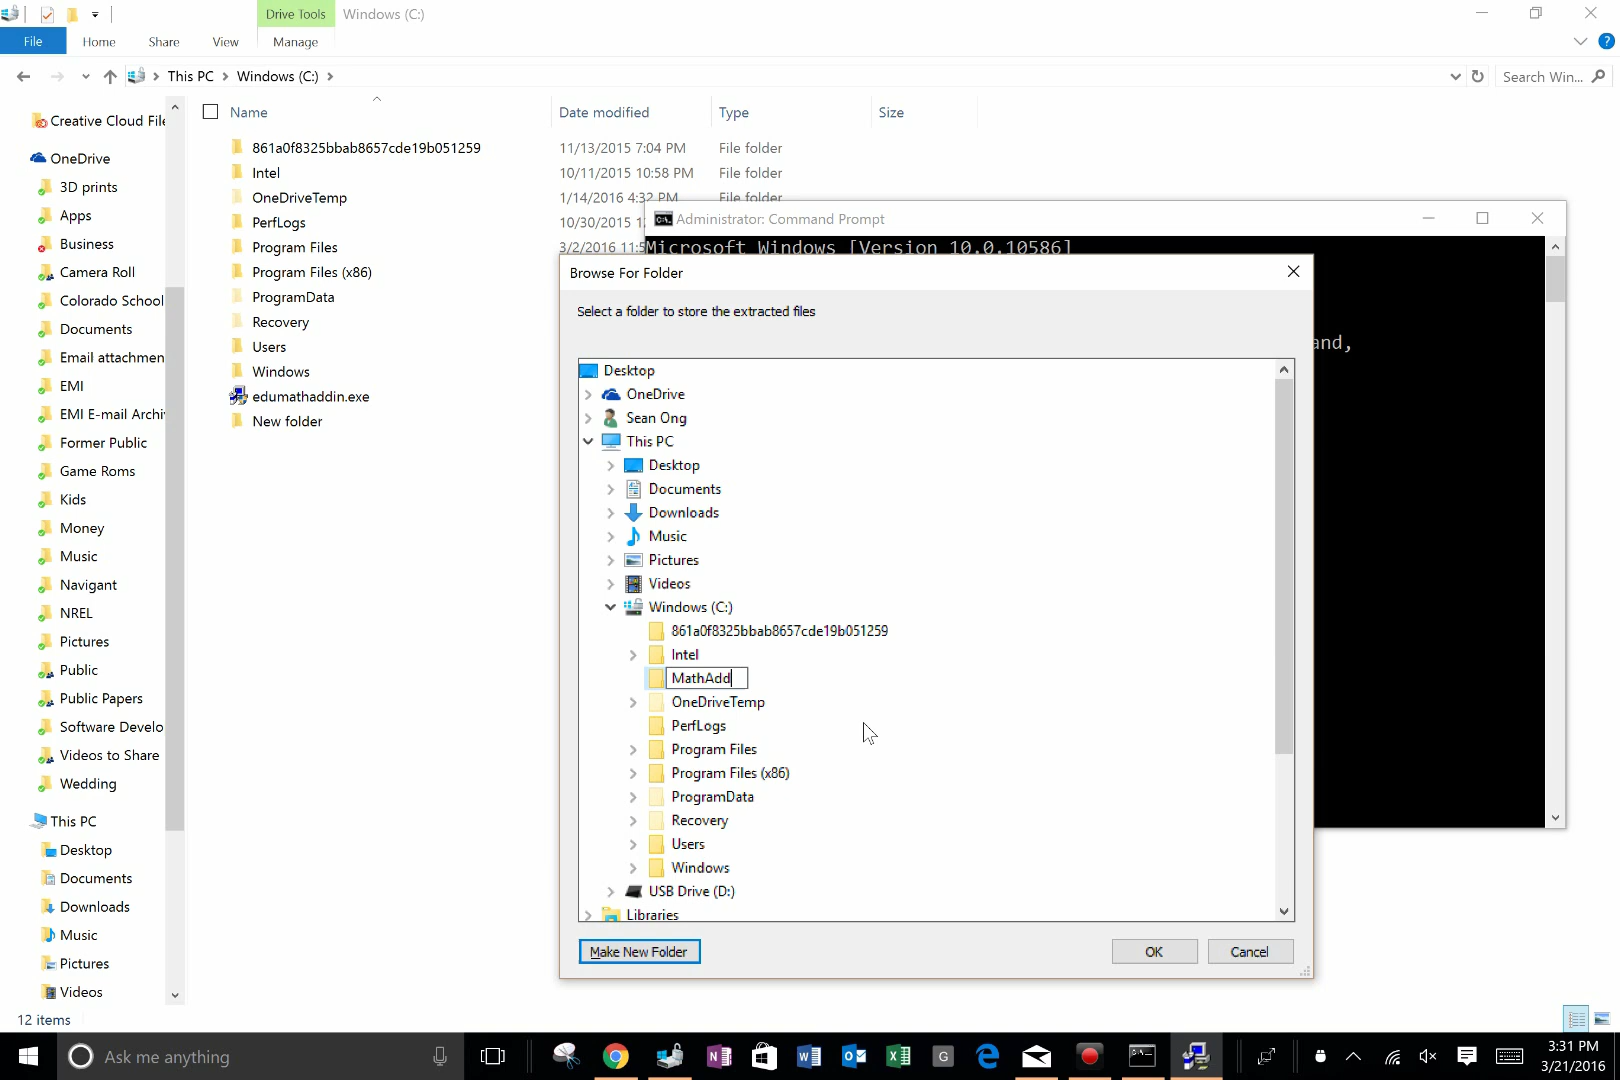 Drive Tools
Windows (C:)
File
Home
Share
View
Manage
This PC
Windows (C:)
Search Win...
Name
Date modified
Type
Size
861a0f8325bbab8657cde19b051259
11/13/2015 7:04 PM
File folder
Intel
10/11/2015 10:58 PM
File folder
OneDriveTemp
1/14/2016 4:32 PM
File folder
PerfLogs
10/30/2015 1
Program Files
3/2/2016 11:5
Program Files (x86)
ProgramData
Recovery
Users
Windows
edumathaddin.exe
New folder
Creative Cloud File
OneDrive
3D prints
Apps
Business
Camera Roll
Colorado School
Documents
Email attachmen
EMI
EMI E-mail Archi
Former Public
Game Roms
Kids
Money
Music
Navigant
NREL
Pictures
Public
Public Papers
Software Develo
Videos to Share
Wedding
This PC
Desktop
Documents
Downloads
Music
Pictures
Videos
12 items
Administrator: Command Prompt
Microsoft Windows [Version 10.0.10586]
and,
Browse For Folder
Select a folder to store the extracted files
Desktop
OneDrive
Sean Ong
This PC
Desktop
Documents
Downloads
Music
Pictures
Videos
Windows (C:)
861a0f8325bbab8657cde19b051259
Intel
MathAdd
OneDriveTemp
PerfLogs
Program Files
Program Files (x86)
ProgramData
Recovery
Users
Windows
USB Drive (D:)
Libraries
Make New Folder
OK
Cancel
Ask me anything
3:31 PM
3/21/2016